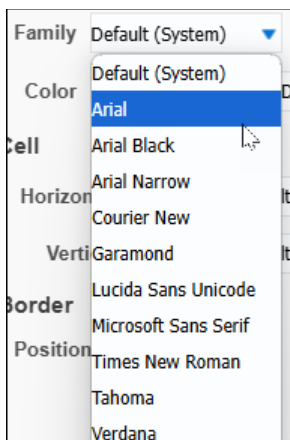 Family Default (System)
Default (System)
Color
Arial
Cell
Arial Black
Arial Narrow
Courier New
Garamond
Lucida Sans Unicode
Border
Microsoft Sans Serif
Position
Times New Roman
Tahoma
Verdana